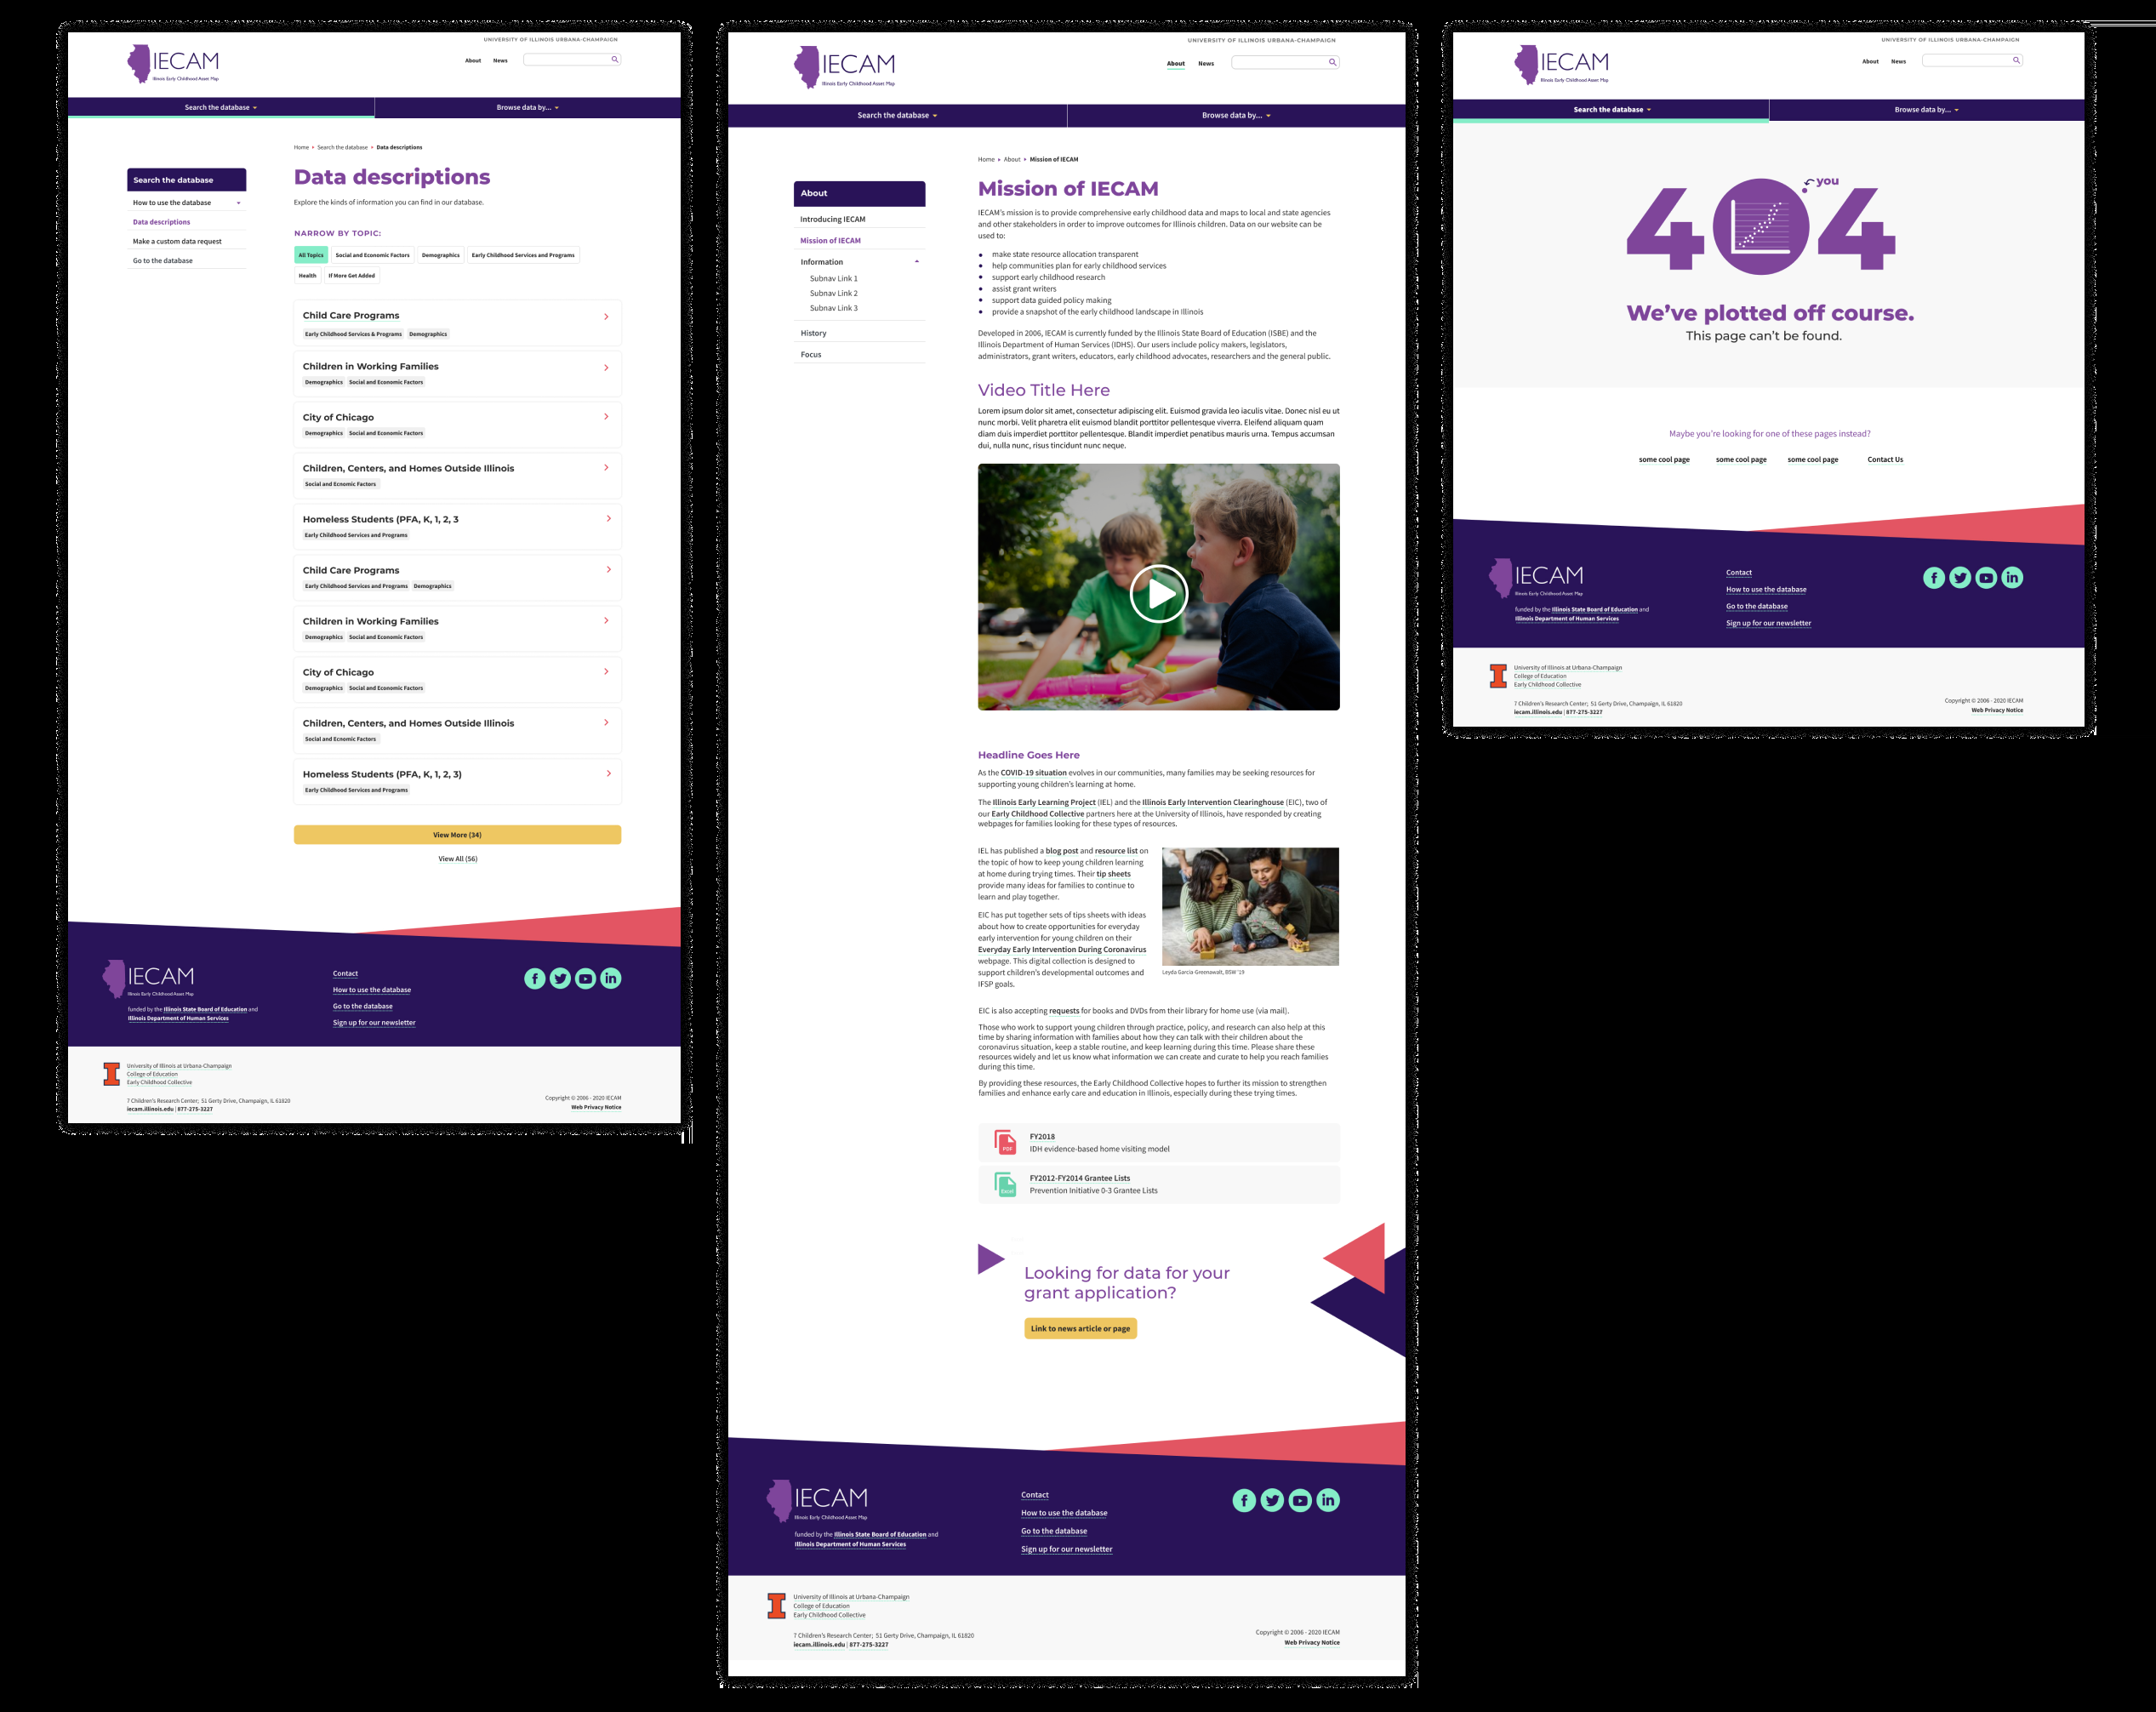 UNIVERSITY OF ILLINOIS URBANA-CHAMPAIGN
IECAM
Illinois Early Childhood Asset Map
About
News
Search the database
Browse data by...
Home
Search the database
Data descriptions
Search the database
How to use the database
Data descriptions
Make a custom data request
Go to the database
Data descriptions
Explore the kinds of information you can find in our database.
NARROW BY TOPIC:
All Topics
Social and Economic Factors
Demographics
Early Childhood Services and Programs
Health
If More Get Added
Child Care Programs
Early Childhood Services & Programs Demographics
Children in Working Families
Demographics Social and Economic Factors
City of Chicago
Demographics Social and Economic Factors
Children, Centers, and Homes Outside Illinois
Social and Ecnomic Factors
Homeless Students (PFA, K, 1, 2, 3
Early Childhood Services and Programs
Child Care Programs
Early Childhood Services and Programs Demographics
Children in Working Families
Demographics Social and Economic Factors
City of Chicago
Demographics Social and Economic Factors
Children, Centers, and Homes Outside Illinois
Social and Ecnomic Factors
Homeless Students (PFA, K, 1, 2, 3)
Early Childhood Services and Programs
View More (34)
View All (56)
IECAM
Illinois Early Childhood Asset Map
funded by the Illinois State Board of Education and
Illinois Department of Human Services
Contact
How to use the database
Go to the database
Sign up for our newsletter
University of Illinois at Urbana-Champaign
College of Education
Early Childhood Collective
7 Children's Research Center; 51 Gerty Drive, Champaign, IL 61820
iecam.illinois.edu | 877-275-3227
Copyright © 2006 - 2020 IECAM
Web Privacy Notice
UNIVERSITY OF ILLINOIS URBANA-CHAMPAIGN
IECAM
Illinois Early Childhood Asset Map
About
News
Search the database
Browse data by...
Home
About
Mission of IECAM
About
Introducing IECAM
Mission of IECAM
Information
Subnav Link 1
Subnav Link 2
Subnav Link 3
History
Focus
Mission of IECAM
IECAM's mission is to provide comprehensive early childhood data and maps to local and state agencies
and other stakeholders in order to improve outcomes for Illinois children. Data on our website can be
used to:
• make state resource allocation transparent
• help communities plan for early childhood services
• support early childhood research
• assist grant writers
• support data guided policy making
• provide a snapshot of the early childhood landscape in Illinois
Developed in 2006, IECAM is currently funded by the Illinois State Board of Education (ISBE) and the
Illinois Department of Human Services (IDHS). Our users include policy makers, legislators,
administrators, grant writers, educators, early childhood advocates, researchers and the general public.
Video Title Here
Lorem ipsum dolor sit amet, consectetur adipiscing elit. Euismod gravida leo iaculis vitae. Donec nisl eu ut
nunc morbi. Velit pharetra elit euismod blandit porttitor pellentesque viverra. Eleifend aliquam quam
diam duis imperdiet porttitor pellentesque. Blandit imperdiet penatibus mauris urna. Tempus accumsan
dui, nulla nunc, risus tincidunt nunc neque.
Headline Goes Here
As the COVID-19 situation evolves in our communities, many families may be seeking resources for
supporting young children's learning at home.
The Illinois Early Learning Project (IEL) and the Illinois Early Intervention Clearinghouse (EIC), two of
our Early Childhood Collective partners here at the University of Illinois, have responded by creating
webpages for families looking for these types of resources.
IEL has published a blog post and resource list on
the topic of how to keep young children learning
at home during trying times. Their tip sheets
provide many ideas for families to continue to
learn and play together.
EIC has put together sets of tips sheets with ideas
about how to create opportunities for everyday
early intervention for young children on their
Everyday Early Intervention During Coronavirus
webpage. This digital collection is designed to
support children's developmental outcomes and
IFSP goals.
Leyda Garcia-Greenawalt, BSW '19
EIC is also accepting requests for books and DVDs from their library for home use (via mail).
Those who work to support young children through practice, policy, and research can also help at this
time by sharing information with families about how they can talk with their children about the
coronavirus situation, keep a stable routine, and keep learning during this time. Please share these
resources widely and let us know what information we can create and curate to help you reach families
during this time.
By providing these resources, the Early Childhood Collective hopes to further its mission to strengthen
families and enhance early care and education in Illinois, especially during these trying times.
PDF
FY2018
IDH evidence-based home visiting model
Excel
FY2012-FY2014 Grantee Lists
Prevention Initiative 0-3 Grantee Lists
Looking for data for your
grant application?
Link to news article or page
IECAM
Illinois Early Childhood Asset Map
funded by the Illinois State Board of Education and
Illinois Department of Human Services
Contact
How to use the database
Go to the database
Sign up for our newsletter
University of Illinois at Urbana-Champaign
College of Education
Early Childhood Collective
7 Children's Research Center; 51 Gerty Drive, Champaign, IL 61820
iecam.illinois.edu | 877-275-3227
Copyright © 2006 - 2020 IECAM
Web Privacy Notice
UNIVERSITY OF ILLINOIS URBANA-CHAMPAIGN
IECAM
Illinois Early Childhood Asset Map
About
News
Search the database
Browse data by...
you
404
We've plotted off course.
This page can't be found.
Maybe you're looking for one of these pages instead?
some cool page
some cool page
some cool page
Contact Us
IECAM
Illinois Early Childhood Asset Map
funded by the Illinois State Board of Education and
Illinois Department of Human Services
Contact
How to use the database
Go to the database
Sign up for our newsletter
University of Illinois at Urbana-Champaign
College of Education
Early Childhood Collective
7 Children's Research Center; 51 Gerty Drive, Champaign, IL 61820
iecam.illinois.edu | 877-275-3227
Copyright © 2006 - 2020 IECAM
Web Privacy Notice